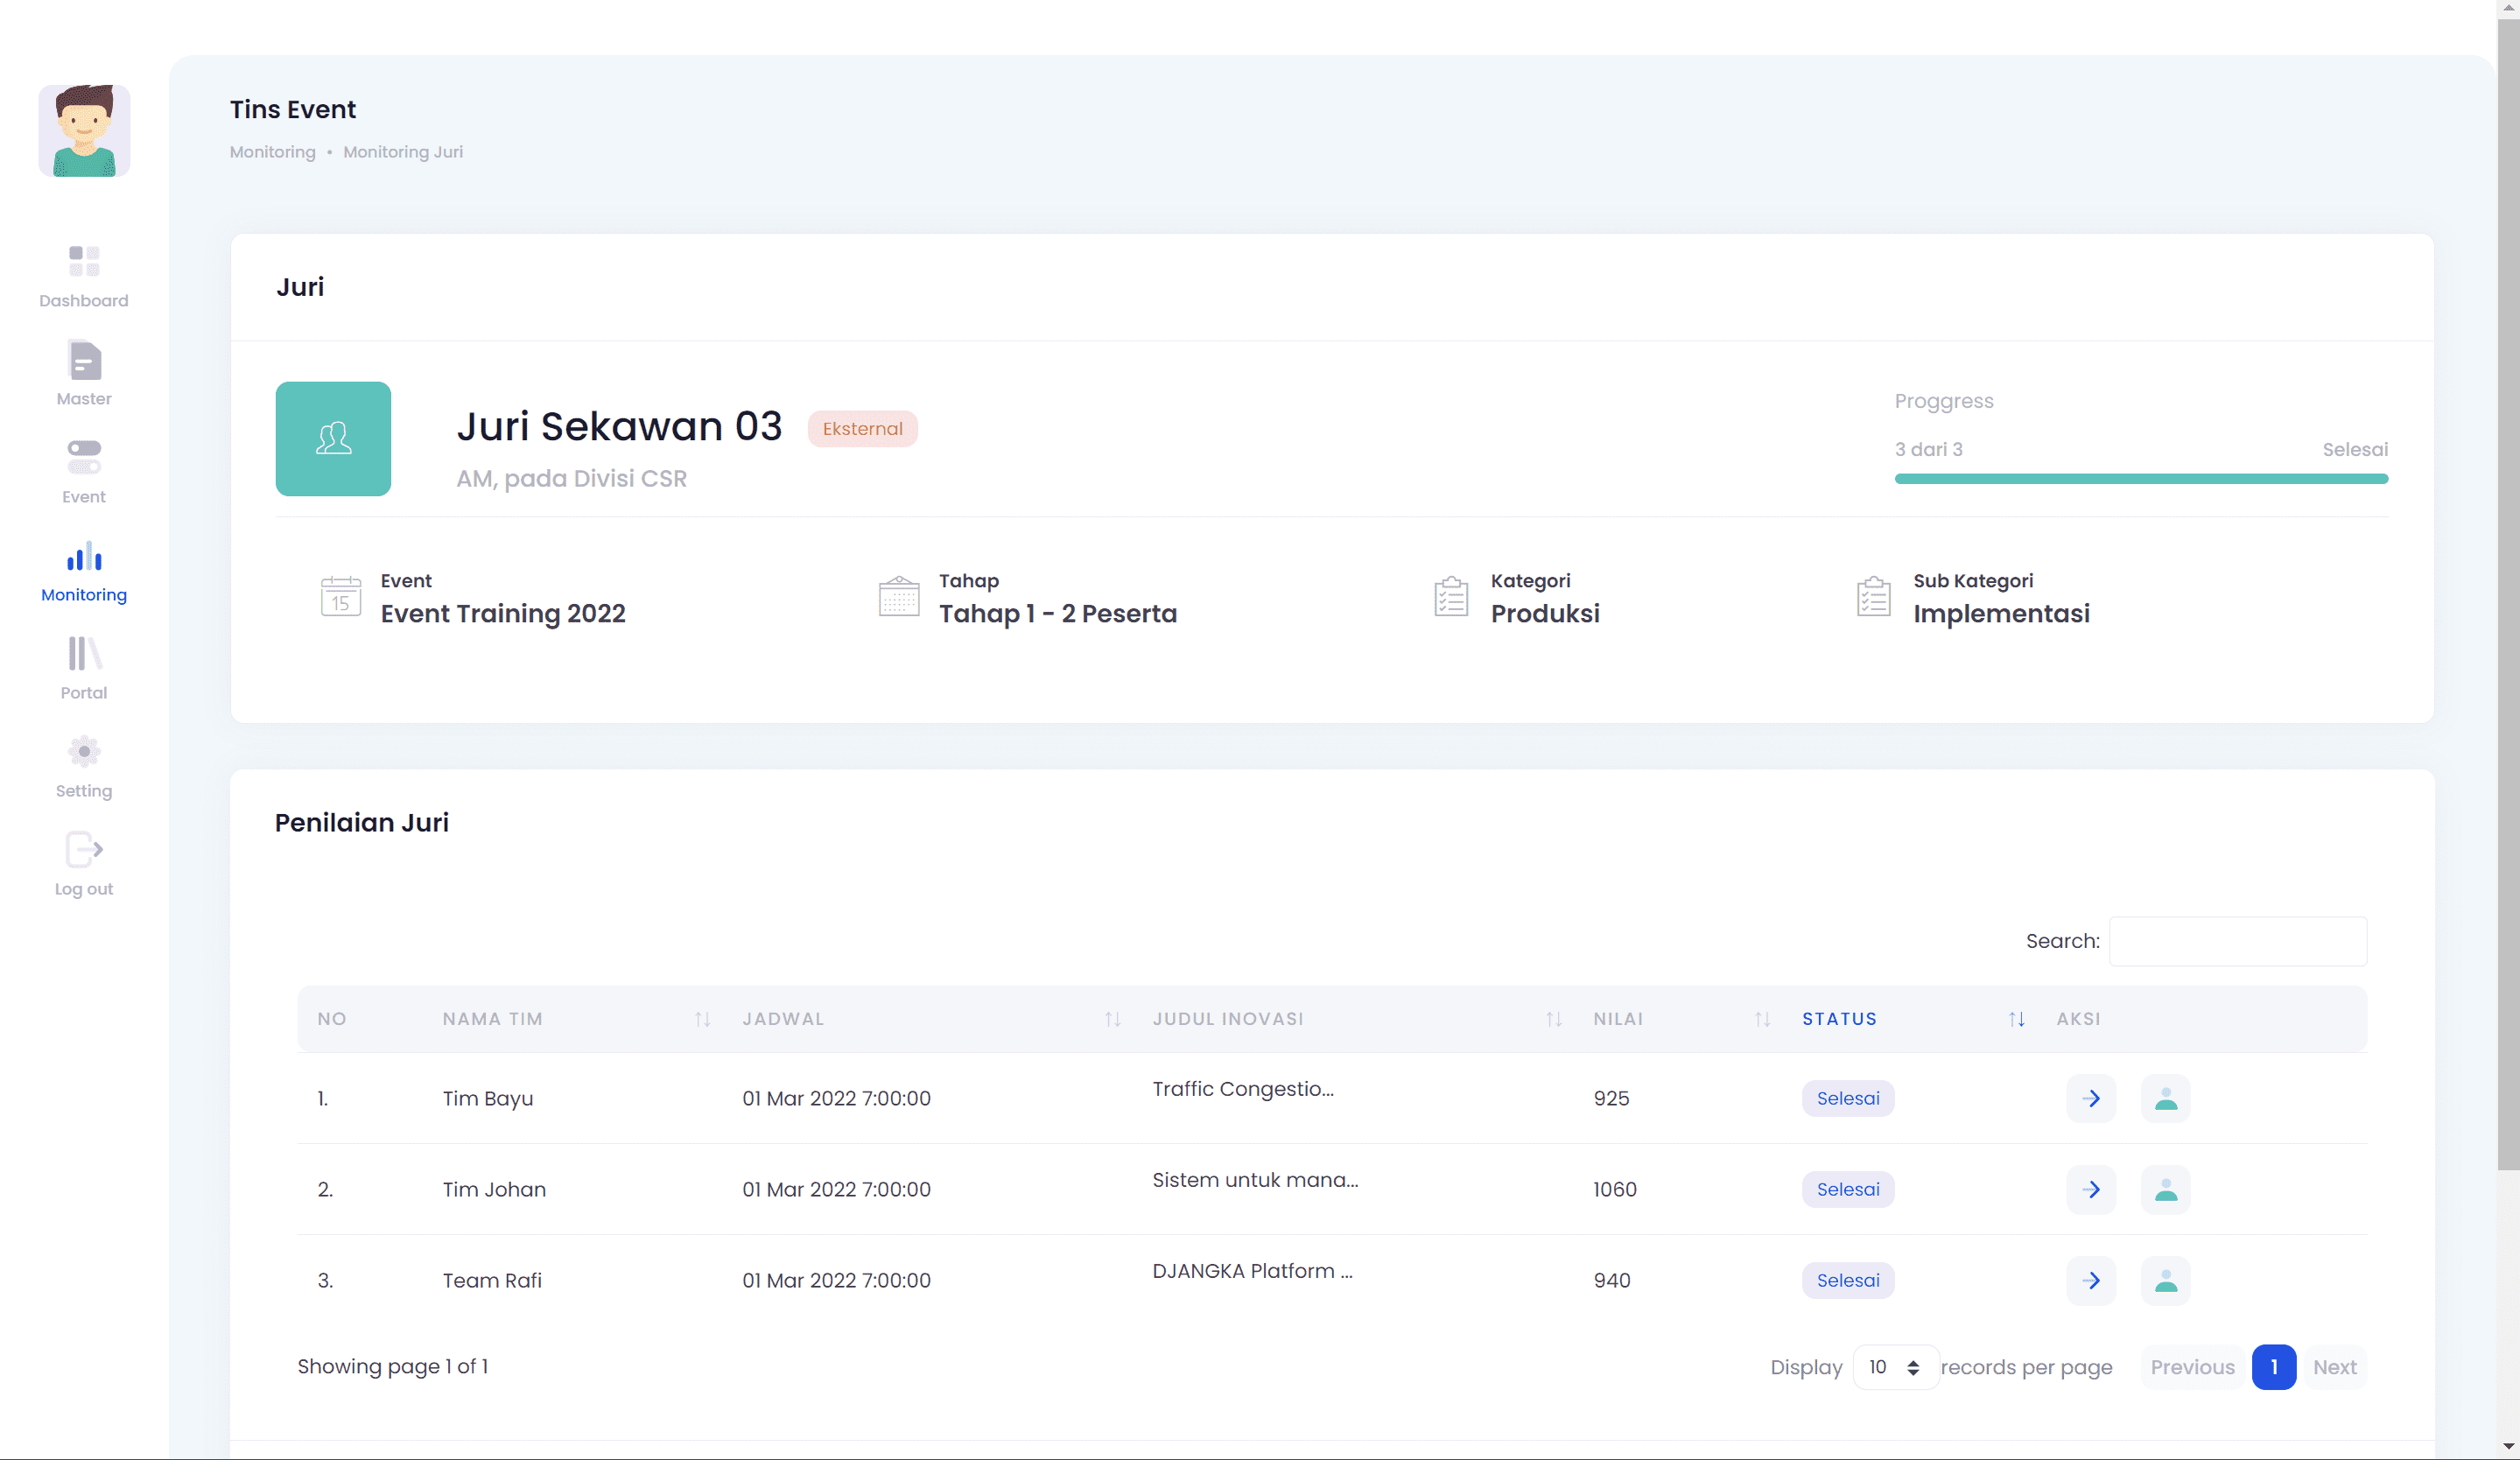 Tins Event
Monitoring • Monitoring Juri
Dashboard
Master
Event
Monitoring
Portal
Setting
Log out
Juri
Juri Sekawan 03 Eksternal
AM, pada Divisi CSR
Proggress
3 dari 3 Selesai
Event
15
Event Training 2022
Tahap
Tahap 1 - 2 Peserta
Kategori
Produksi
Sub Kategori
Implementasi
Penilaian Juri
Search:
NO NAMA TIM JADWAL JUDUL INOVASI NILAI STATUS AKSI
1. Tim Bayu 01 Mar 2022 7:00:00 Traffic Congestio... 925 Selesai
2. Tim Johan 01 Mar 2022 7:00:00 Sistem untuk mana... 1060 Selesai
3. Team Rafi 01 Mar 2022 7:00:00 DJANGKA Platform ... 940 Selesai
Showing page 1 of 1 Display 10 records per page Previous 1 Next